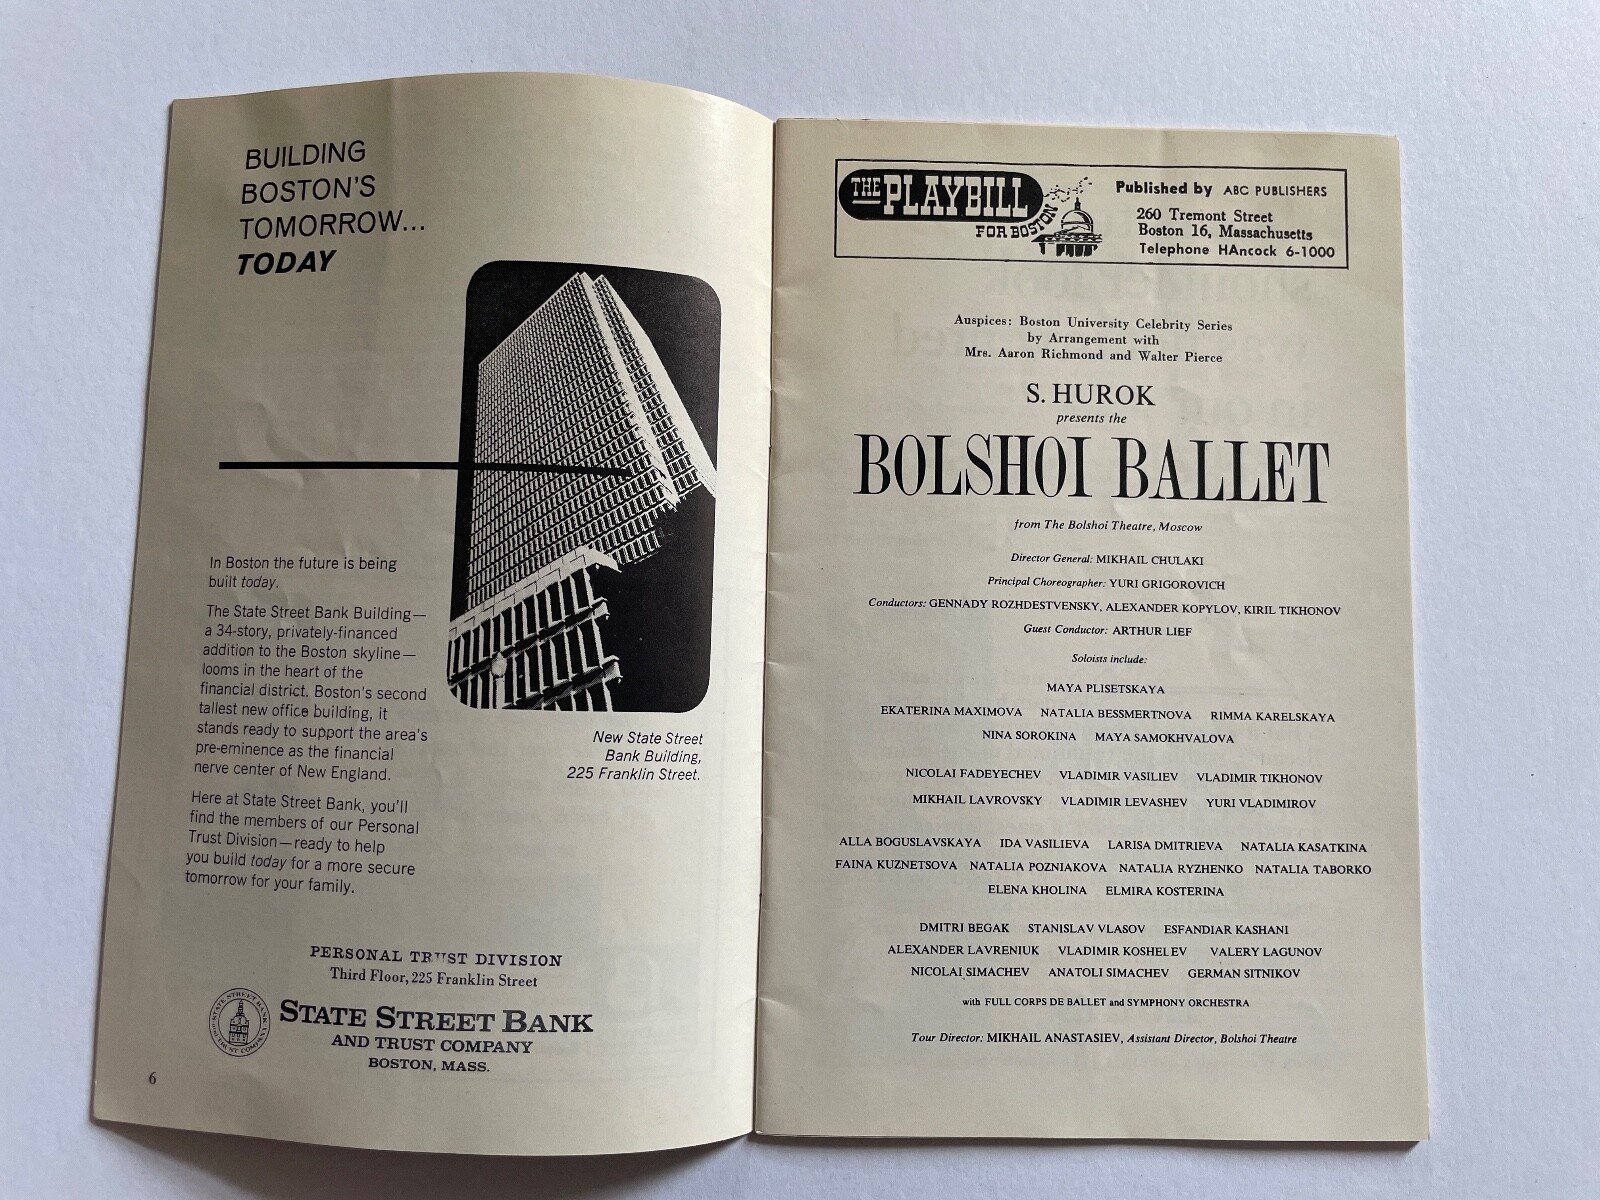 BUILDING
BOSTON'S
TOMORROW...
TODAY
In Boston the future is being
built today.
The State Street Bank Building—
a 34-story, privately-financed
addition to the Boston skyline—
looms in the heart of the
financial district. Boston's second
tallest new office building, it
stands ready to support the area's
pre-eminence as the financial
nerve center of New England.
Here at State Street Bank, you'll
find the members of our Personal
Trust Division—ready to help
you build today for a more secure
tomorrow for your family.
New State Street
Bank Building,
225 Franklin Street.
PERSONAL TRUST DIVISION
Third Floor, 225 Franklin Street
STATE STREET BANK
AND TRUST COMPANY
BOSTON, MASS.
6
THE PLAYBILL
FOR BOSTON
Published by ABC PUBLISHERS
260 Tremont Street
Boston 16, Massachusetts
Telephone HAncock 6-1000
Auspices: Boston University Celebrity Series
by Arrangement with
Mrs. Aaron Richmond and Walter Pierce
S. HUROK
presents the
BOLSHOI BALLET
from The Bolshoi Theatre, Moscow
Director General: MIKHAIL CHULAKI
Principal Choreographer: YURI GRIGOROVICH
Conductors: GENNADY ROZHDESTVENSKY, ALEXANDER KOPYLOV, KIRIL TIKHONOV
Guest Conductor: ARTHUR LIEF
Soloists include:
MAYA PLISETSKAYA
EKATERINA MAXIMOVA NATALIA BESSMERTNOVA RIMMA KARELSKAYA
NINA SOROKINA MAYA SAMOKHVALOVA
NICOLAI FADEYECHEV VLADIMIR VASILIEV VLADIMIR TIKHONOV
MIKHAIL LAVROVSKY VLADIMIR LEVASHEV YURI VLADIMIROV
ALLA BOGUSLAVSKAYA IDA VASILIEVA LARISA DMITRIEVA NATALIA KASATKINA
FAINA KUZNETSOVA NATALIA POZNIAKOVA NATALIA RYZHENKO NATALIA TABORKO
ELENA KHOLINA ELMIRA KOSTERINA
DMITRI BEGAK STANISLAV VLASOV ESFANDIAR KASHANI
ALEXANDER LAVRENIUK VLADIMIR KOSHELEV VALERY LAGUNOV
NICOLAI SIMACHEV ANATOLI SIMACHEV GERMAN SITNIKOV
with FULL CORPS DE BALLET and SYMPHONY ORCHESTRA
Tour Director: MIKHAIL ANASTASIEV, Assistant Director, Bolshoi Theatre